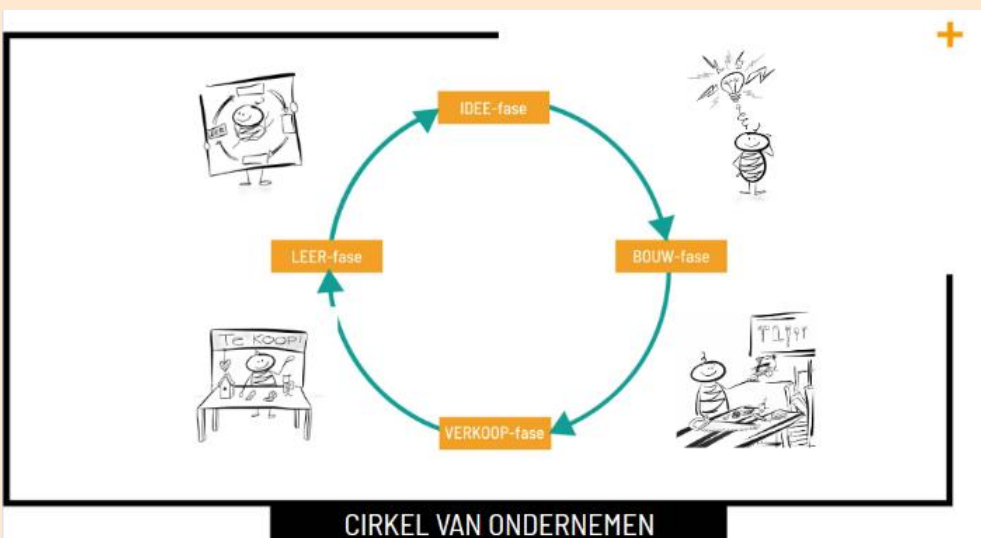 IDEE-fase
LEER-fase
BOUW-fase
TE KOOP!
VERKOOP-fase
CIRKEL VAN ONDERNEMEN